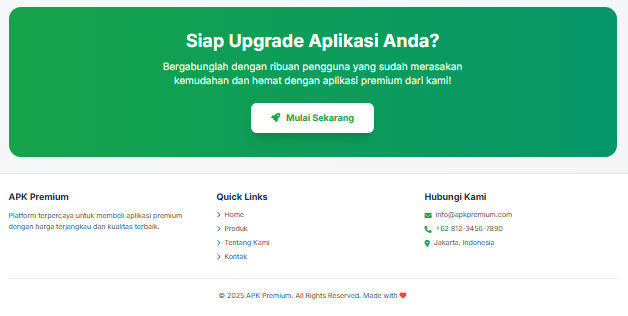 Siap Upgrade Aplikasi Anda?
Bergabunglah dengan ribuan pengguna yang sudah merasakan
kemudahan dan hemat dengan aplikasi premium dari kami!
Mulai Sekarang
APK Premium
Platform terpercaya untuk membeli aplikasi premium
dengan harga terjangkau dan kualitas terbaik.
Quick Links
Home
Produk
Tentang Kami
Kontak
Hubungi Kami
info@apkpremium.com
+62 812-3456-7890
Jakarta, Indonesia
© 2025 APK Premium. All Rights Reserved. Made with ❤